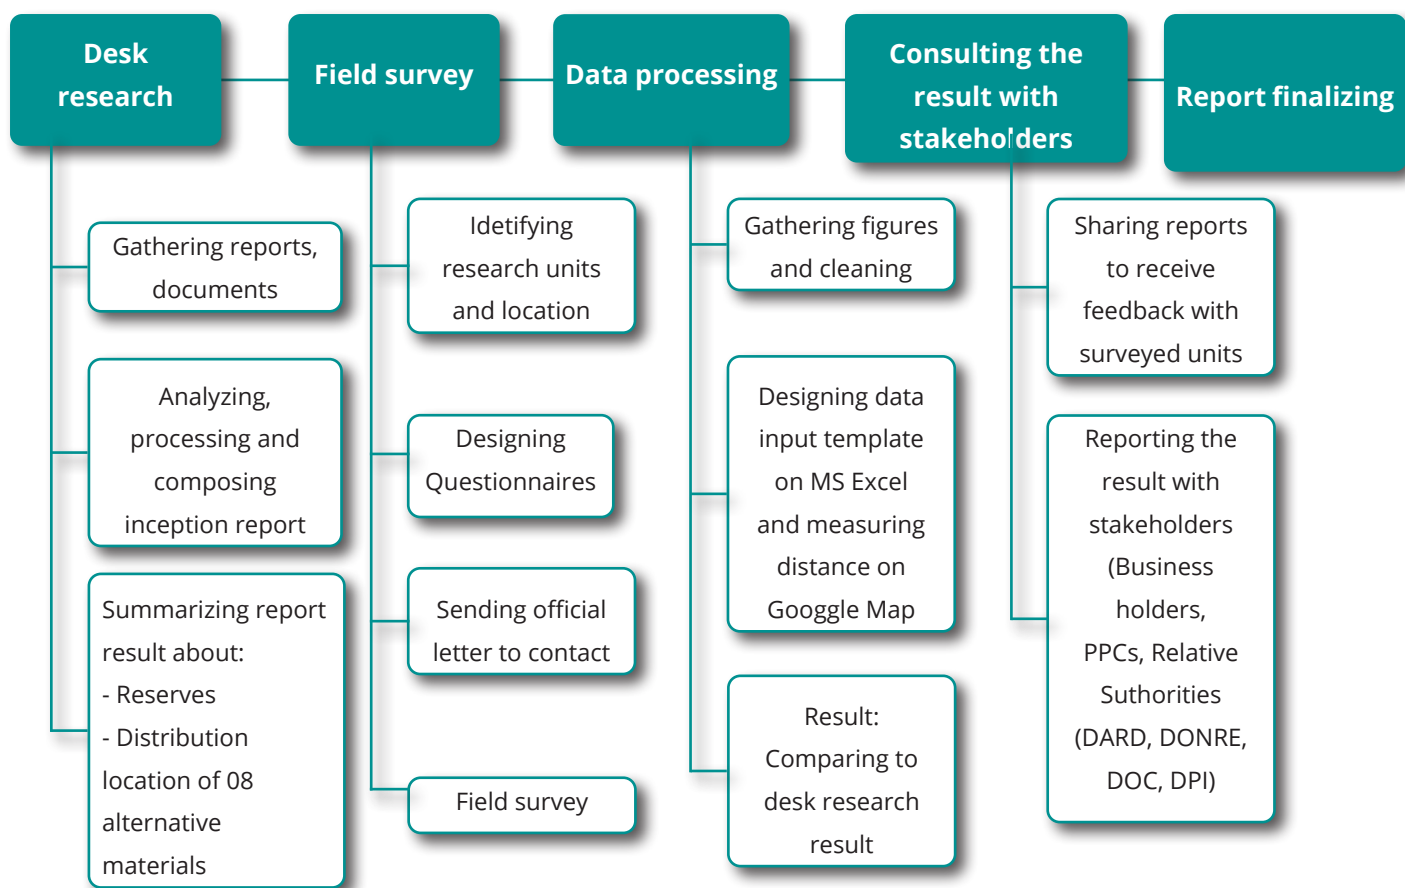 Desk
research
Field survey
Data processing
Consulting the
result with
stakeholders
Report finalizing
Gathering reports,
documents
Analyzing,
processing and
composing
inception report
Summarizing report
result about:
- Reserves
- Distribution
location of 08
alternative
materials
Idetifying
research units
and location
Designing
Questionnaires
Sending official
letter to contact
Field survey
Gathering figures
and cleaning
Designing data
input template
on MS Excel
and measuring
distance on
Googgle Map
Result:
Comparing to
desk research
result
Sharing reports
to receive
feedback with
surveyed units
Reporting the
result with
stakeholders
(Business
holders,
PPCs, Relative
Suthorities
(DARD, DONRE,
DOC, DPI)